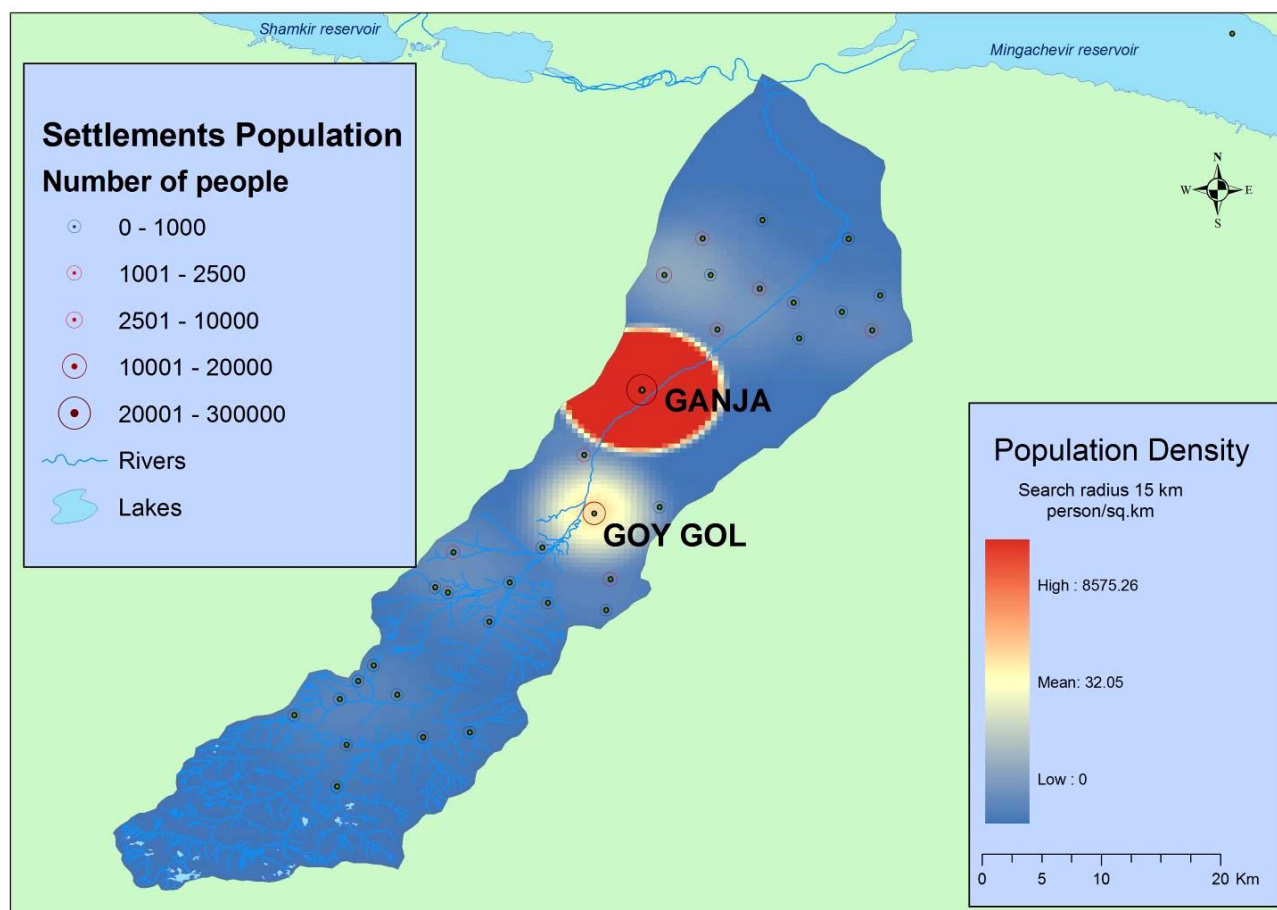 Shamkir reservoir
Mingachevir reservoir
Settlements Population
Number of people
0 - 1000
1001 - 2500
2501 - 10000
10001 - 20000
20001 - 300000
Rivers
Lakes
N
W
E
S
GANJA
GOY GOL
Population Density
Search radius 15 km
person/sq.km
High : 8575.26
Mean: 32.05
Low : 0
0 5 10 20 Km